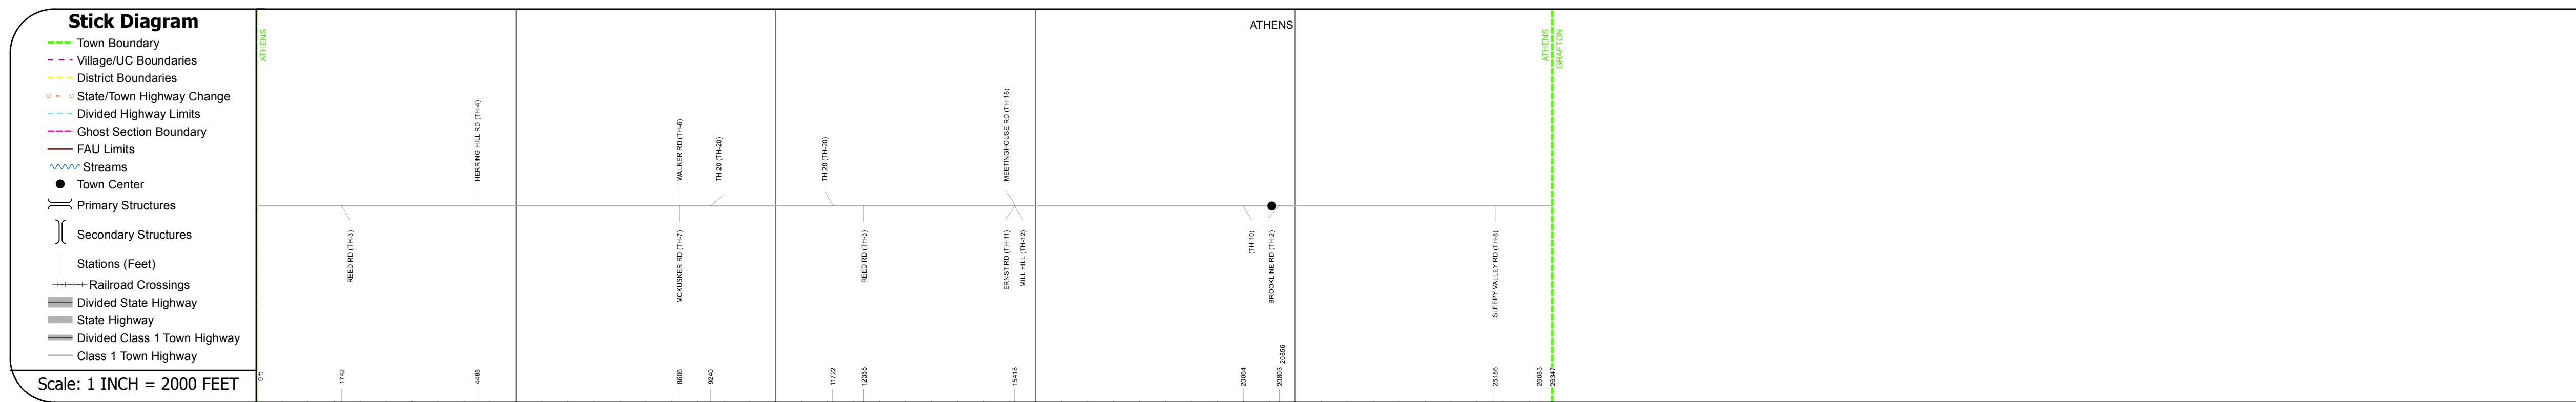 Stick Diagram
Town Boundary
Village/UC Boundaries
District Boundaries
State/Town Highway Change
Divided Highway Limits
Ghost Section Boundary
FAU Limits
Streams
Town Center
Primary Structures
Secondary Structures
Stations (Feet)
Railroad Crossings
Divided State Highway
State Highway
Divided Class 1 Town Highway
Class 1 Town Highway
Scale: 1 INCH = 2000 FEET
ATHENS
ATHENS
ATHENS
GRAFTON
HERRING HILL RD (TH-4)
WALKER RD (TH-6)
TH 20 (TH-20)
TH 20 (TH-20)
MEETINGHOUSE RD (TH-18)
REED RD (TH-3)
MCKUSKER RD (TH-7)
REED RD (TH-3)
ERNST RD (TH-11)
MILL HILL (TH-12)
(TH-10)
BROOKLINE RD (TH-2)
SLEEPY VALLEY RD (TH-8)
0 ft
1742
4488
8606
9240
11722
12355
15418
20064
20803
20856
25186
26083
26347